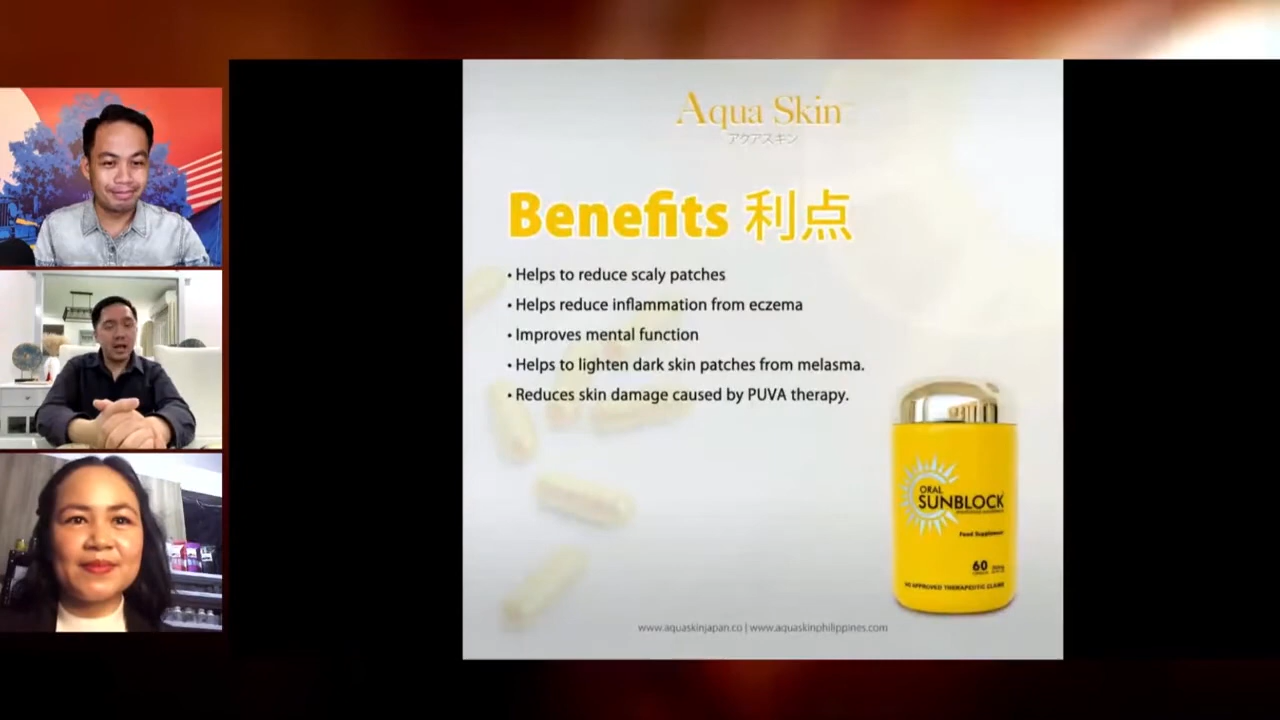 Aqua Skin
アクアスキン
Benefits 利点
• Helps to reduce scaly patches
• Helps reduce inflammation from eczema
• Improves mental function
• Helps to lighten dark skin patches from melasma.
• Reduces skin damage caused by PUVA therapy.
ORAL
SUNBLOCK
Food Supplement
60
NO APPROVED THERAPEUTIC CLAIMS
www.aquaskinjapan.co | www.aquaskinphilippines.com